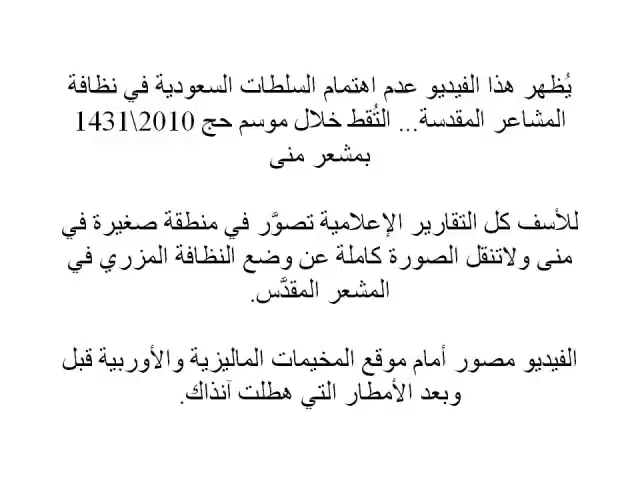 يُظهر هذا الفيديو عدم اهتمام السلطات السعودية في نظافة
المشاعر المقدسة... التُقط خلال موسم حج 2010\1431
بمشعر منى
للأسف كل التقارير الإعلامية تصوَّر في منطقة صغيرة في
منى ولاتنقل الصورة كاملة عن وضع النظافة المزري في
المشعر المقدَّس.
الفيديو مصور أمام موقع المخيمات الماليزية والأوربية قبل
وبعد الأمطار التي هطلت آنذاك.